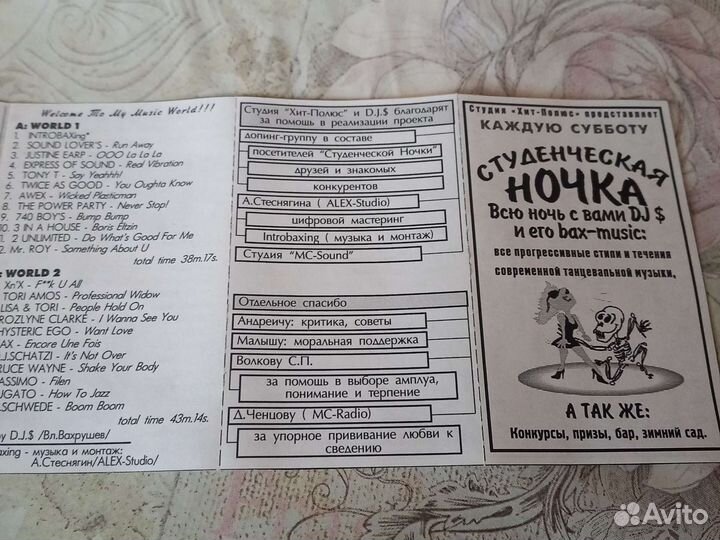 Welcome To My Music World!!!
A: WORLD 1
1. INTROBAXing*
2. SOUND LOVER'S - Run Away
3. JUSTINE EARP - OOO La La La
4. EXPRESS OF SOUND - Real Vibration
5. TONY T - Say Yeahhh!
6. TWICE AS GOOD - You Oughta Know
7. AWEX - Wicked Plasticman
8. THE POWER PARTY - Never Stop!
9. 740 BOY'S - Bump Bump
10. 3 IN A HOUSE - Boris Eltzin
1. 2 UNLIMITED - Do What's Good For Me
2. Mr. ROY - Something About U
total time 38m.17s.
: WORLD 2
Xn'X - F**k U All
TORI AMOS - Professional Widow
LISA & TORI - People Hold On
ROZLYNE CLARKE - I Wanna See You
HYSTERIC EGO - Want Love
AX - Encore Une Fois
.J.SCHATZI - It's Not Over
RUCE WAYNE - Shake Your Body
ASSIMO - Filen
UGATO - How To Jazz
.SCHWEDE - Boom Boom
total time 43m.14s.
by D.J.$ /Вл.Вахрушев/
baxing - музыка и монтаж:
А.Стеснягин/ALEX-Studio/
Студия "Хит-Полюс" и D.J.$ благодарят
за помощь в реализации проекта
допинг-группу в составе
посетителей "Студенческой Ночки"
друзей и знакомых
конкурентов
А.Стеснягина ( ALEX-Studio)
цифровой мастеринг
Introbaxing ( музыка и монтаж)
Студия "MC-Sound"
Отдельное спасибо
Андреичу: критика, советы
Малышу: моральная поддержка
Волкову С.П.
за помощь в выборе амплуа,
понимание и терпение
Д.Ченцову ( MC-Radio)
за упорное прививание любви к
сведению
Студия «Хит-Полюс» представляет
КАЖДУЮ СУББОТУ
СТУДЕНЧЕСКАЯ
НОЧКА
Всю ночь с вами DJ $
и его bax-music:
все прогрессивные стили и течения
современной танцевальной музыки,
А ТАК ЖЕ:
Конкурсы, призы, бар, зимний сад.
Avito